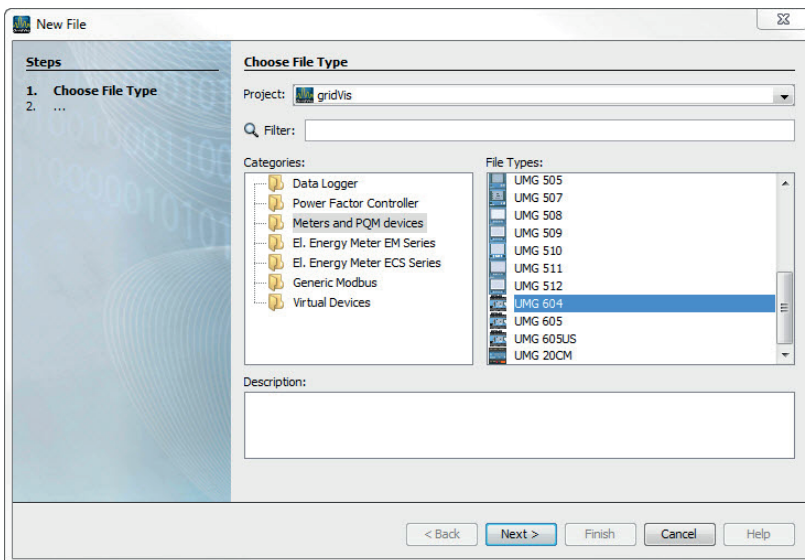 New File
Steps
1. Choose File Type
2. ...
Choose File Type
Project: gridVis
Filter:
Categories:
Data Logger
Power Factor Controller
Meters and PQM devices
El. Energy Meter EM Series
El. Energy Meter ECS Series
Generic Modbus
Virtual Devices
File Types:
UMG 505
UMG 507
UMG 508
UMG 509
UMG 510
UMG 511
UMG 512
UMG 604
UMG 605
UMG 605US
UMG 20CM
Description:
< Back Next > Finish Cancel Help